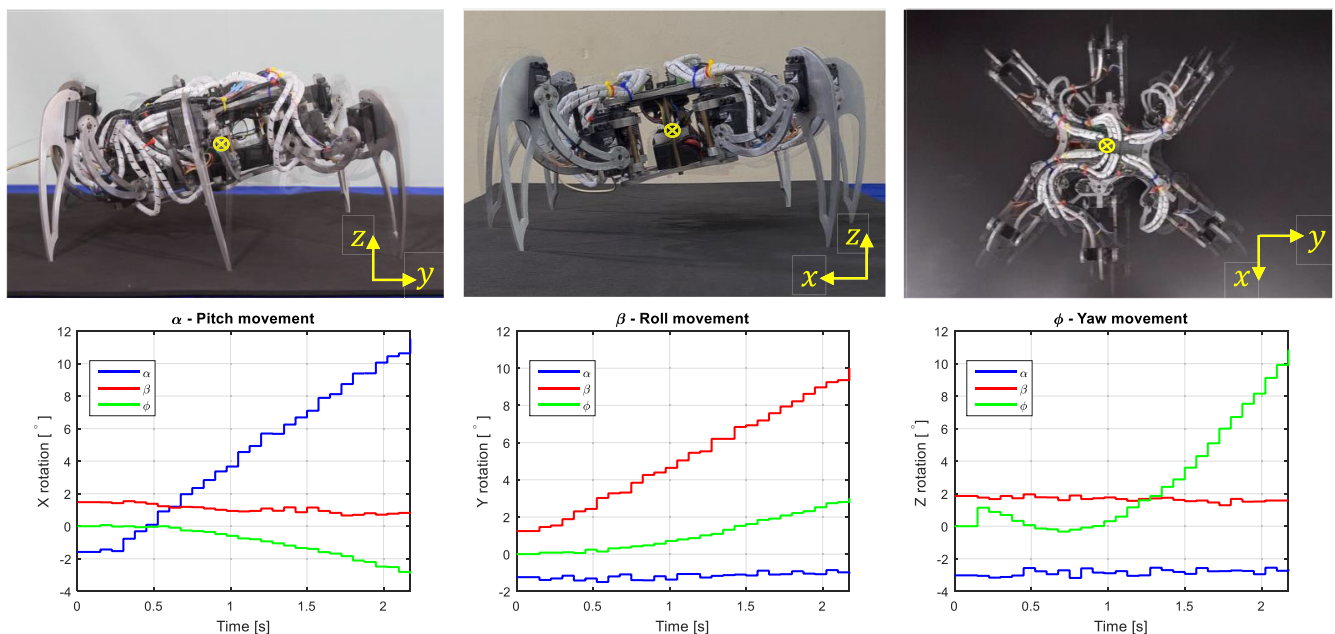 z
y
z
x
y
x
α - Pitch movement
X rotation [ ° ]
12
10
8
6
4
2
0
-2
-4
α
β
ϕ
0
0.5
1
1.5
2
Time [s]
β - Roll movement
Y rotation [ ° ]
12
10
8
6
4
2
0
-2
α
β
ϕ
0
0.5
1
1.5
2
Time [s]
ϕ - Yaw movement
Z rotation [ ° ]
12
10
8
6
4
2
0
-2
-4
α
β
ϕ
0
0.5
1
1.5
2
Time [s]